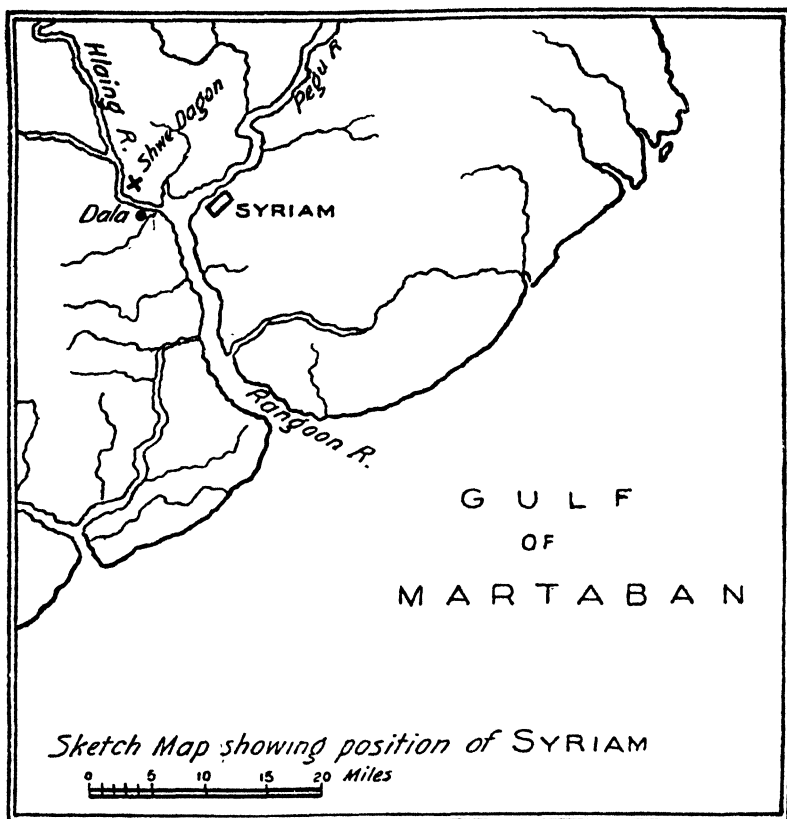 Hlaing R.
Pegu R
Shwe Dagon
Dala
SYRIAM
Rangoon R.
GULF
OF
MARTABAN
Sketch Map showing position of SYRIAM
0 5 10 15 20 Miles